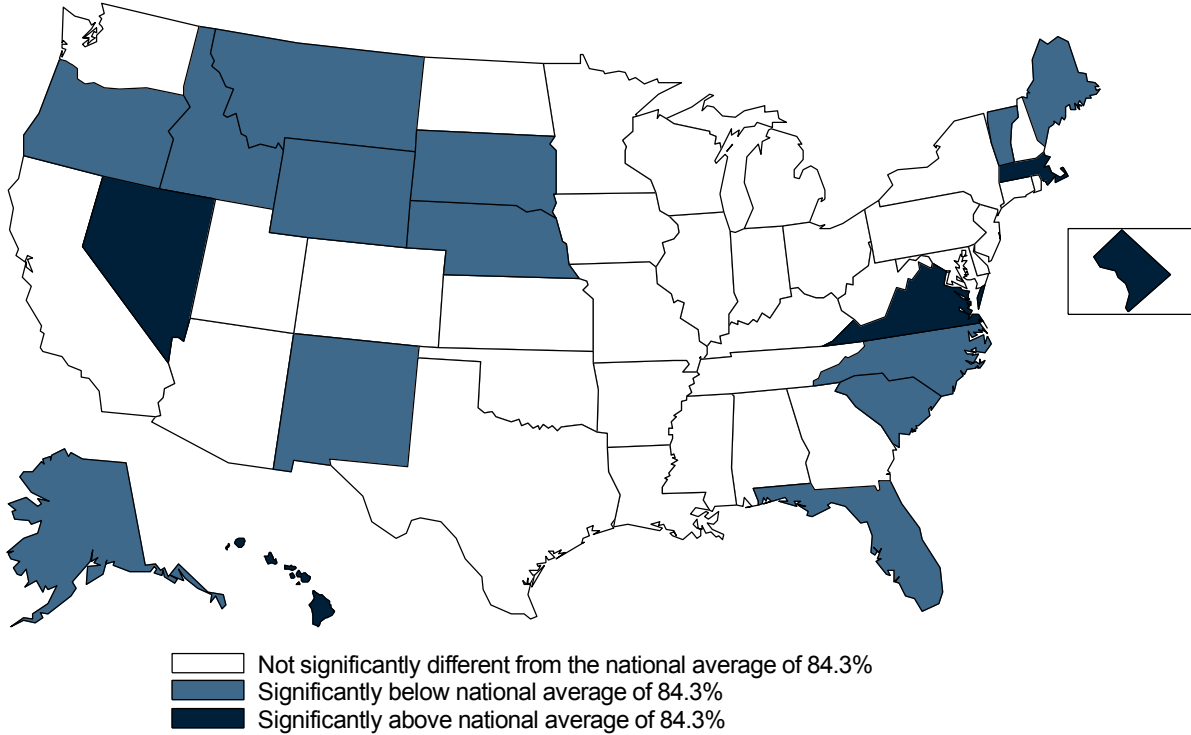 Not significantly different from the national average of 84.3%
Significantly below national average of 84.3%
Significantly above national average of 84.3%